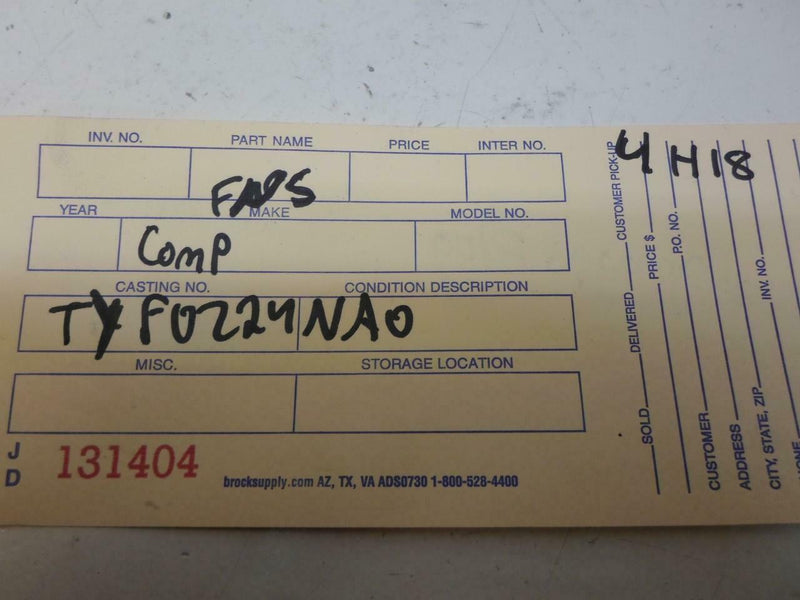 INV. NO. PART NAME PRICE INTER NO.
YEAR MAKE MODEL NO.
Comp
CASTING NO. CONDITION DESCRIPTION
TYF0224NA0
MISC. STORAGE LOCATION
J
D
131404
brocksupply.com AZ, TX, VA ADS0730 1-800-528-4400
4 H18
SOLD DELIVERED CUSTOMER PICK-UP
PRICE $
P.O. NO.
CUSTOMER
ADDRESS
CITY, STATE, ZIP INV. NO.